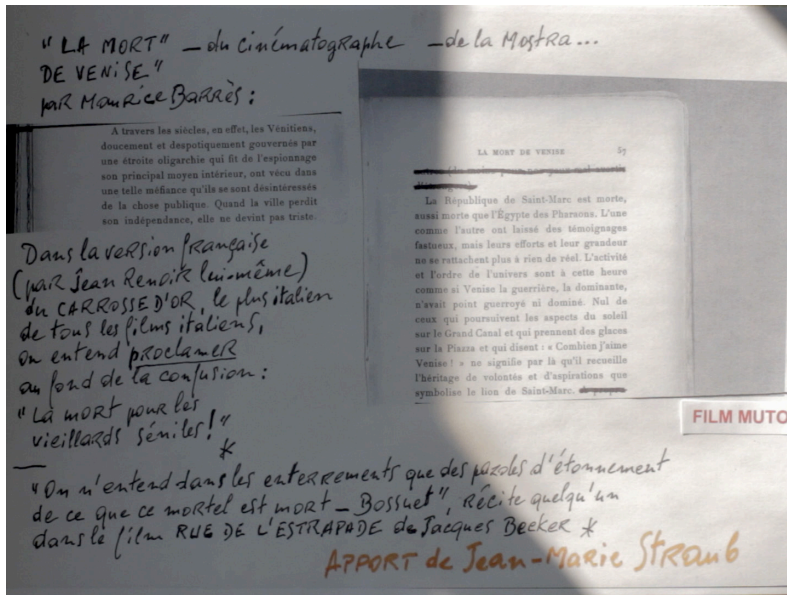 "LA MORT" — du cinématographe — de la Mostra...
DE VENISE"
par Maurice Barrès :
A travers les siècles, en effet, les Vénitiens,
doucement et despotiquement gouvernés par
une étroite oligarchie qui fit de l'espionnage
son principal moyen intérieur, ont vécu dans
une telle méfiance qu'ils se sont désintéressés
de la chose publique. Quand la ville perdit
son indépendance, elle ne devint pas triste.
LA MORT DE VENISE 57
La République de Saint-Marc est morte,
aussi morte que l'Égypte des Pharaons. L'une
comme l'autre ont laissé des témoignages
fastueux, mais leurs efforts et leur grandeur
ne se rattachent plus à rien de réel. L'activité
et l'ordre de l'univers sont à cette heure
comme si Venise la guerrière, la dominante,
n'avait point guerroyé ni dominé. Nul de
ceux qui poursuivent les aspects du soleil
sur le Grand Canal et qui prennent des glaces
sur la Piazza et qui disent : « Combien j'aime
Venise ! » ne signifie par là qu'il recueille
l'héritage de volontés et d'aspirations que
symbolise le lion de Saint-Marc.
Dans la version française
(par Jean Renoir lui-même)
du CARROSSE D'OR, le plus italien
de tous les films italiens,
on entend proclamer
au fond de la confusion :
"La mort pour les
vieillards séniles!"
*
FILM MUTO
"On n'entend dans les enterrements que des paroles d'étonnement
de ce que ce mortel est mort — Bossuet", récite quelqu'un
dans le film RUE DE L'ESTRAPADE de Jacques Becker *
APPORT de Jean-Marie Straub